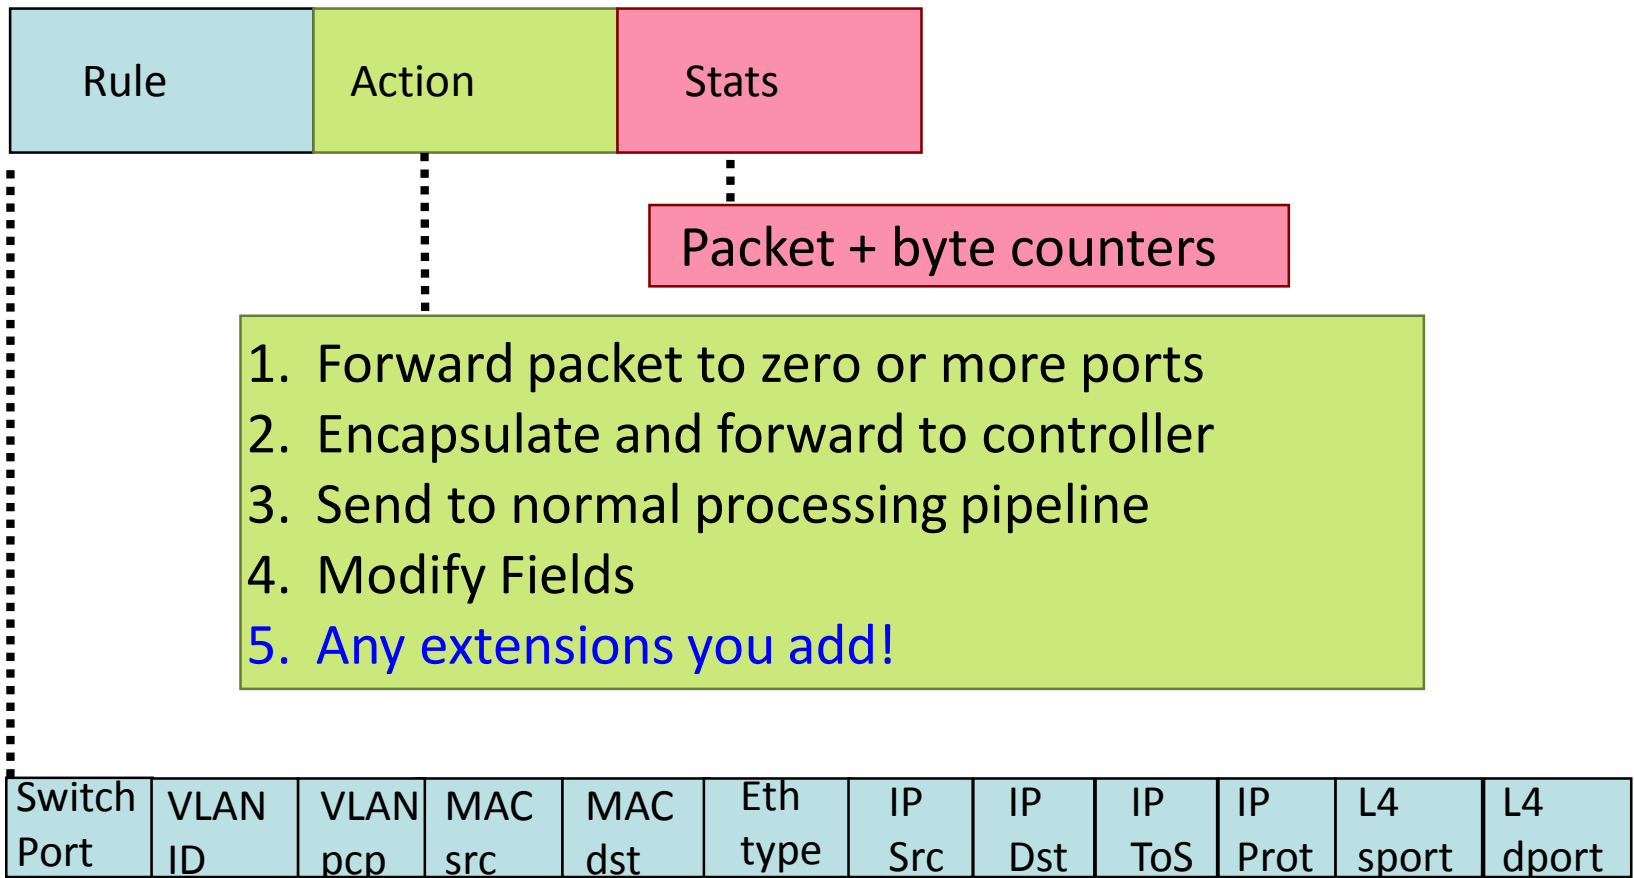 Rule Action Stats
Packet + byte counters
1. Forward packet to zero or more ports
2. Encapsulate and forward to controller
3. Send to normal processing pipeline
4. Modify Fields
5. Any extensions you add!
Switch VLAN VLAN MAC MAC Eth IP IP IP IP L4 L4
Port ID pcp src dst type Src Dst ToS Prot sport dport